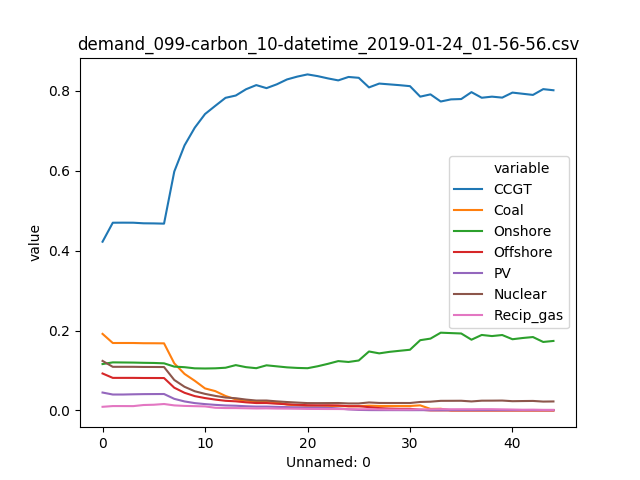 demand_099-carbon_10-datetime_2019-01-24_01-56-56.csv
0.8
0.6
0.4
0.2
0.0
value
variable
CCGT
Coal
Onshore
Offshore
PV
Nuclear
Recip_gas
0 10 20 30 40
Unnamed: 0